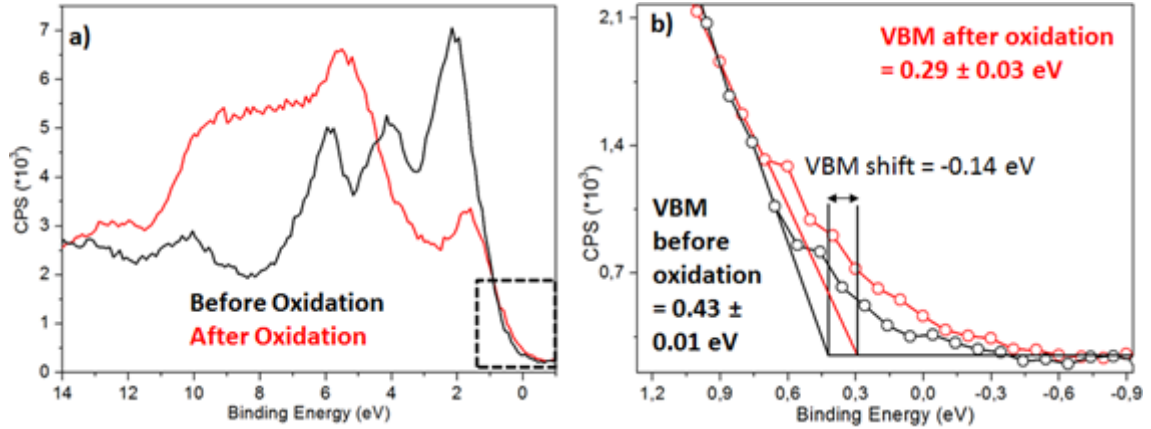 a)
CPS (*10³)
7
6
5
4
3
2
1
0
Before Oxidation
After Oxidation
14 12 10 8 6 4 2 0
Binding Energy (eV)
b)
CPS (*10³)
2,1
1,4
0,7
VBM after oxidation
= 0.29 ± 0.03 eV
VBM shift = -0.14 eV
VBM
before
oxidation
= 0.43 ±
0.01 eV
1,2 0,9 0,6 0,3 0,0 -0,3 -0,6 -0,9
Binding Energy (eV)